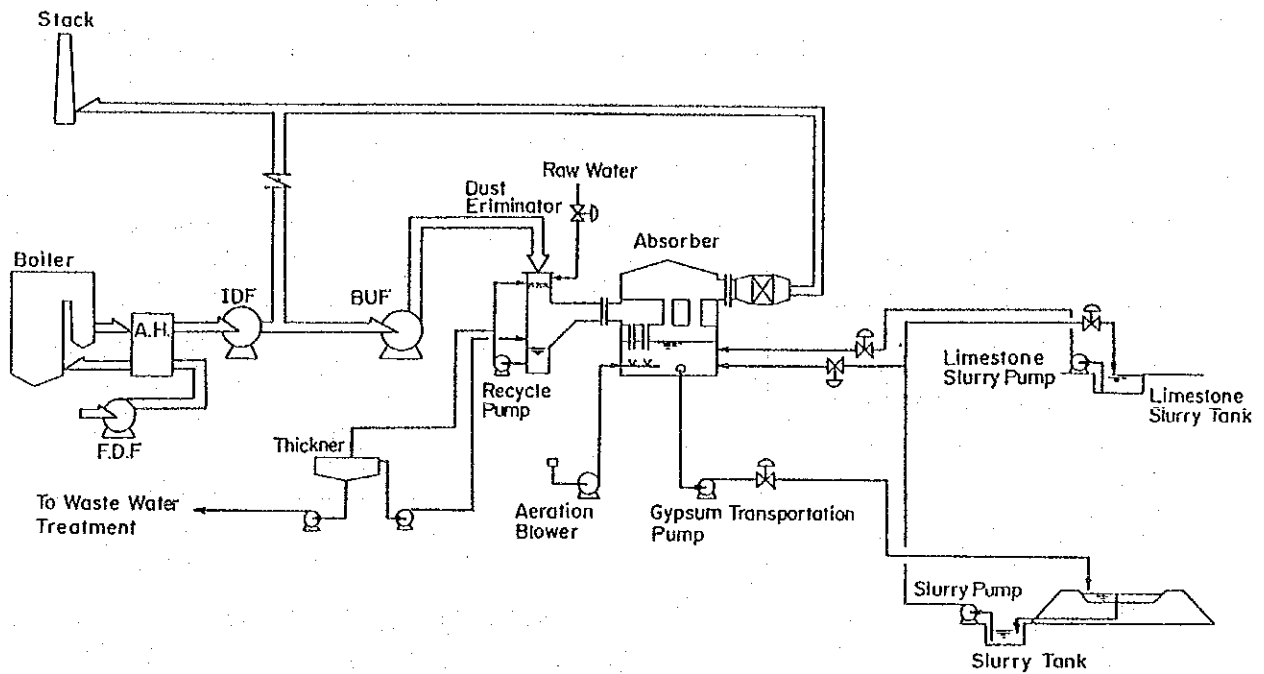 Stack
Raw Water
Dust
Eriminator
Absorber
Boiler
IDF
BUF
A.H.
Recycle
Pump
Limestone
Slurry Pump
Limestone
Slurry Tank
F.D.F
Thickner
To Waste Water
Treatment
Aeration
Blower
Gypsum Transportation
Pump
Slurry Pump
Slurry Tank